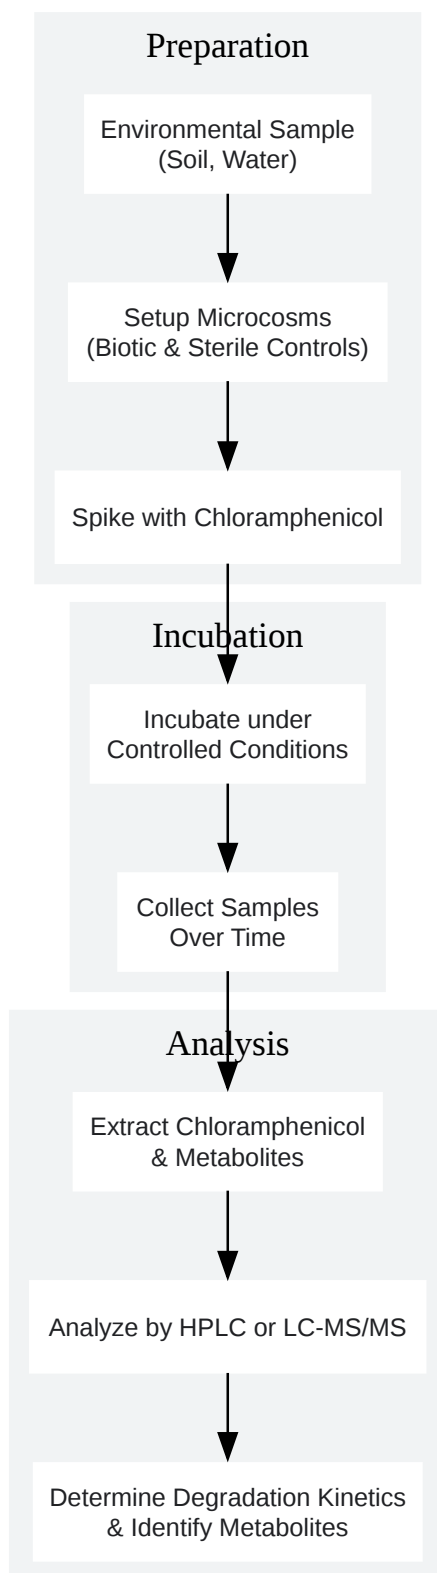 Preparation
Environmental Sample
(Soil, Water)
Setup Microcosms
(Biotic & Sterile Controls)
Spike with Chloramphenicol
Incubation
Incubate under
Controlled Conditions
Collect Samples
Over Time
Analysis
Extract Chloramphenicol
& Metabolites
Analyze by HPLC or LC-MS/MS
Determine Degradation Kinetics
& Identify Metabolites